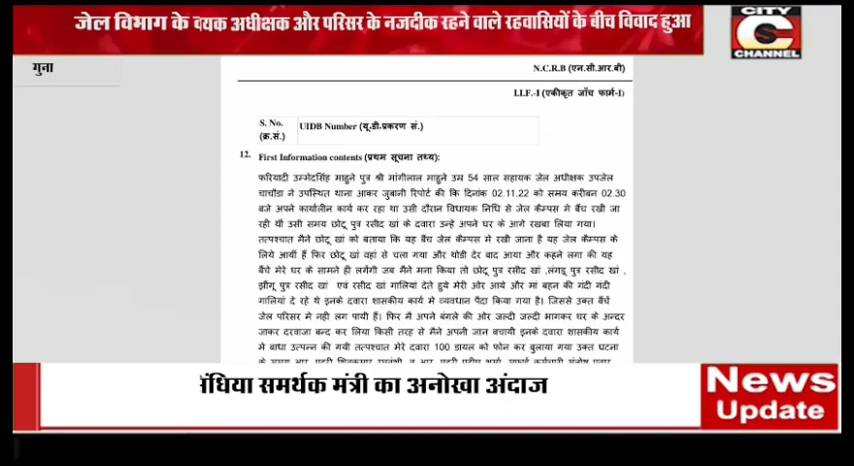 जेल विभाग के वयक अधीक्षक और परिसर के नजदीक रहने वाले रहवासियों के बीच विवाद हुआ
CITY
CHANNEL
गुना
N.C.R.B (एन.सी.आर.बी)
I.I.F.-I (एकीकृत जाँच फार्म-I)
S. No.
(क्र.सं.)
UIDB Number (यू.डी.प्रकरण सं.)
12. First Information contents (प्रथम सूचना तथ्य):
फरियादी उम्मेदसिंह माहुने पुत्र श्री मांगीलाल माहुने उम्र 54 साल सहायक जेल अधीक्षक उपजेल
चाचौडा ने उपस्थित थाना आकर जुबानी रिपोर्ट की कि दिनांक 02.11.22 को समय करीबन 02.30
बजे अपने कार्यालीन कार्य कर रहा था उसी दौरान विधायक निधि से जेल कैम्पस मे बैंच रखी जा
रही थीं उसी समय छोटू पुत्र रसीद खां के दवारा उन्हे अपने घर के आगे रखबा लिया गया।
तत्पश्चात मैने छोटू खां को बताया कि यह बैंच जेल कैम्पस मे रखी जाना है यह जेल कैम्पस के
लिये आयीं हैं फिर छोटू खां वहां से चला गया और थोडी देर बाद आया और कहने लगा की यह
बैंचे मेरे घर के सामने ही लगेंगी जब मैने मना किया तो छोटू पुत्र रसीद खां ,लंगडू पुत्र रसीद खां ,
झींगू पुत्र रसीद खां एवं रसीद खां गालियां देते हुये मेरी ओर आये और मां बहन की गंदी गंदी
गालियां दे रहे थे इनके दवारा शासकीय कार्य मे व्यवधान पैदा किया गया है। जिससे उक्त बैंचें
जेल परिसर मे नही लग पायी हैं। फिर मै अपने बंगले की ओर जल्दी जल्दी भागकर घर के अन्दर
जाकर दरवाजा बन्द कर लिया किसी तरह से मैने अपनी जान बचायी इनके दवारा शासकीय कार्य
मे बाधा उत्पन्न की गयी तत्पश्चात मेरे दवारा 100 डायल को फोन कर बुलाया गया उक्त घटना
समर्थक मंत्री का अनोखा अंदाज
News
Update